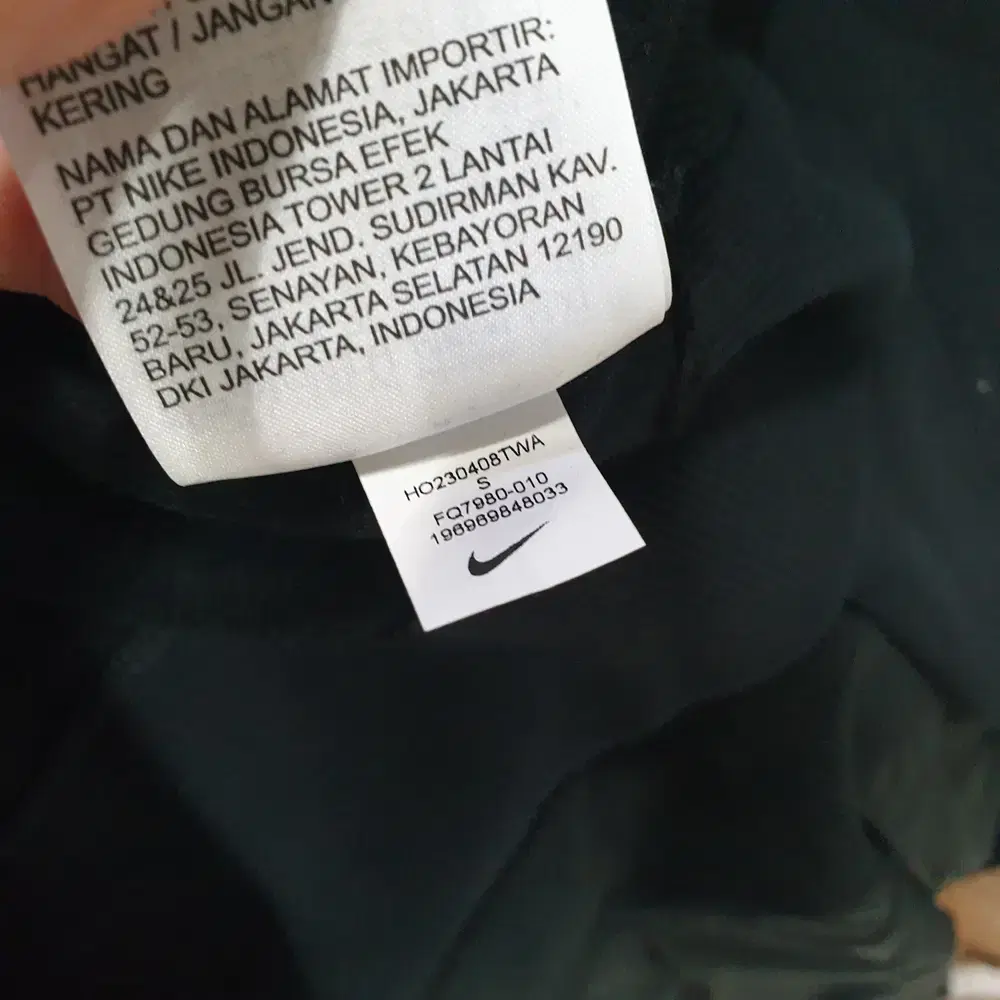 HANGAT / JANGAN
KERING
NAMA DAN ALAMAT IMPORTIR:
PT NIKE INDONESIA, JAKARTA
GEDUNG BURSA EFEK
INDONESIA TOWER 2 LANTAI
24&25 JL. JEND. SUDIRMAN KAV.
52-53, SENAYAN, KEBAYORAN
BARU, JAKARTA SELATAN 12190
DKI JAKARTA, INDONESIA
HO230408TWA
S
FQ7980-010
196969848033